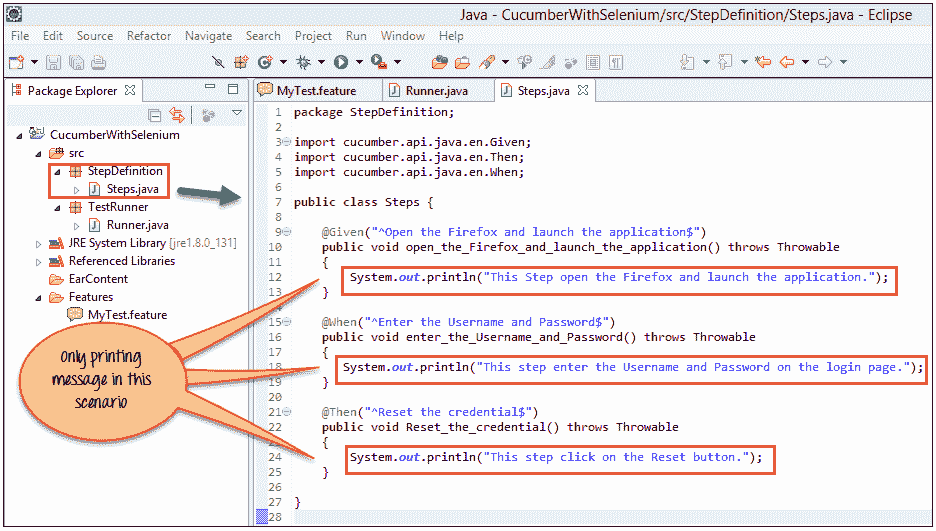 Java - CucumberWithSelenium/src/StepDefinition/Steps.java - Eclipse
File Edit Source Refactor Navigate Search Project Run Window Help
Package Explorer
CucumberWithSelenium
src
StepDefinition
Steps.java
TestRunner
Runner.java
JRE System Library [jre1.8.0_131]
Referenced Libraries
EarContent
Features
MyTest.feature
Only printing
message in this
scenario
MyTest.feature Runner.java Steps.java
1 package StepDefinition;
2
3 import cucumber.api.java.en.Given;
4 import cucumber.api.java.en.Then;
5 import cucumber.api.java.en.When;
6
7 public class Steps {
8
9 @Given("^Open the Firefox and launch the application$")
10 public void open_the_Firefox_and_launch_the_application() throws Throwable
11 {
12 System.out.println("This Step open the Firefox and launch the application.");
13 }
14
15 @When("^Enter the Username and Password$")
16 public void enter_the_Username_and_Password() throws Throwable
17 {
18 System.out.println("This step enter the Username and Password on the login page.");
19 }
20
21 @Then("^Reset the credential$")
22 public void Reset_the_credential() throws Throwable
23 {
24 System.out.println("This step click on the Reset button.");
25 }
26
27 }
28